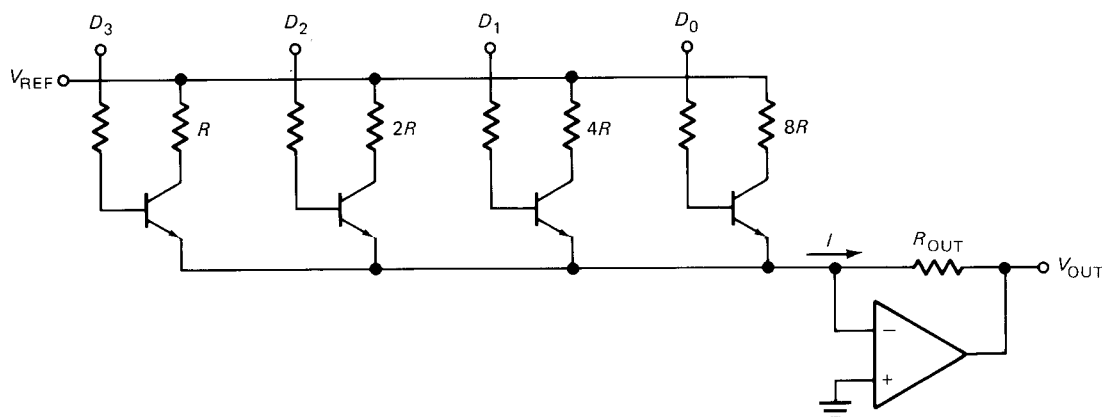 D3 D2 D1 D0
VREF
R 2R 4R 8R
I ROUT
VOUT
−
+